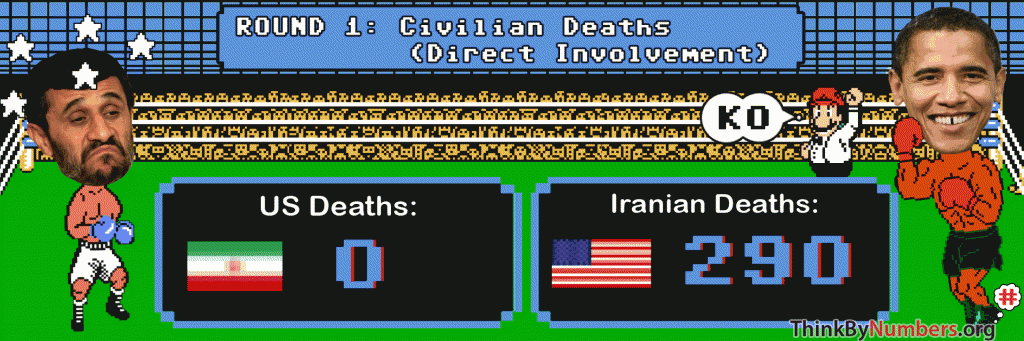 ROUND 1: Civilian Deaths
(Direct Involvement)
KO
US Deaths:
0
Iranian Deaths:
290
#
ThinkByNumbers.org